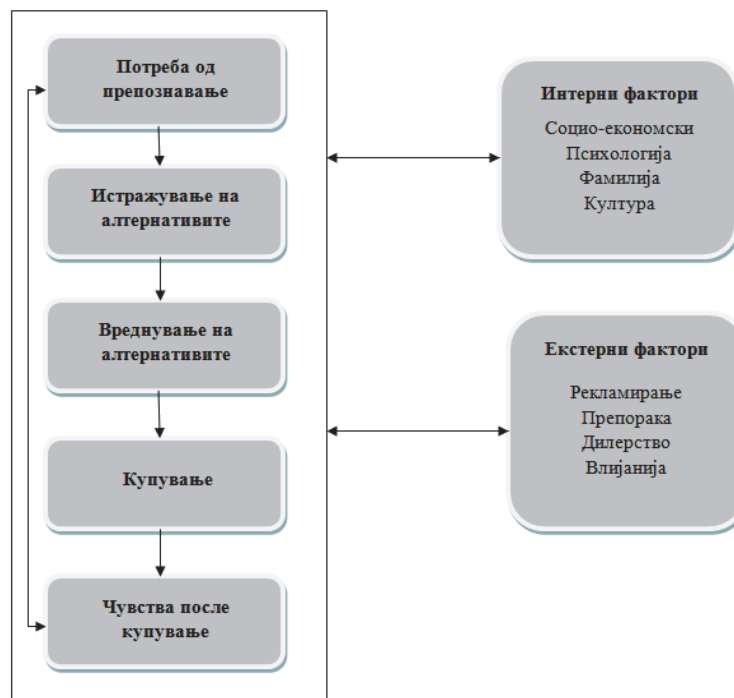 Потреба од
препознавање
Истражување на
алтернативите
Вреднување на
алтернативите
Купување
Чувства после
купување
Интерни фактори
Социо-економски
Психологија
Фамилија
Култура
Екстерни фактори
Рекламирање
Препорака
Дилерство
Влијанија